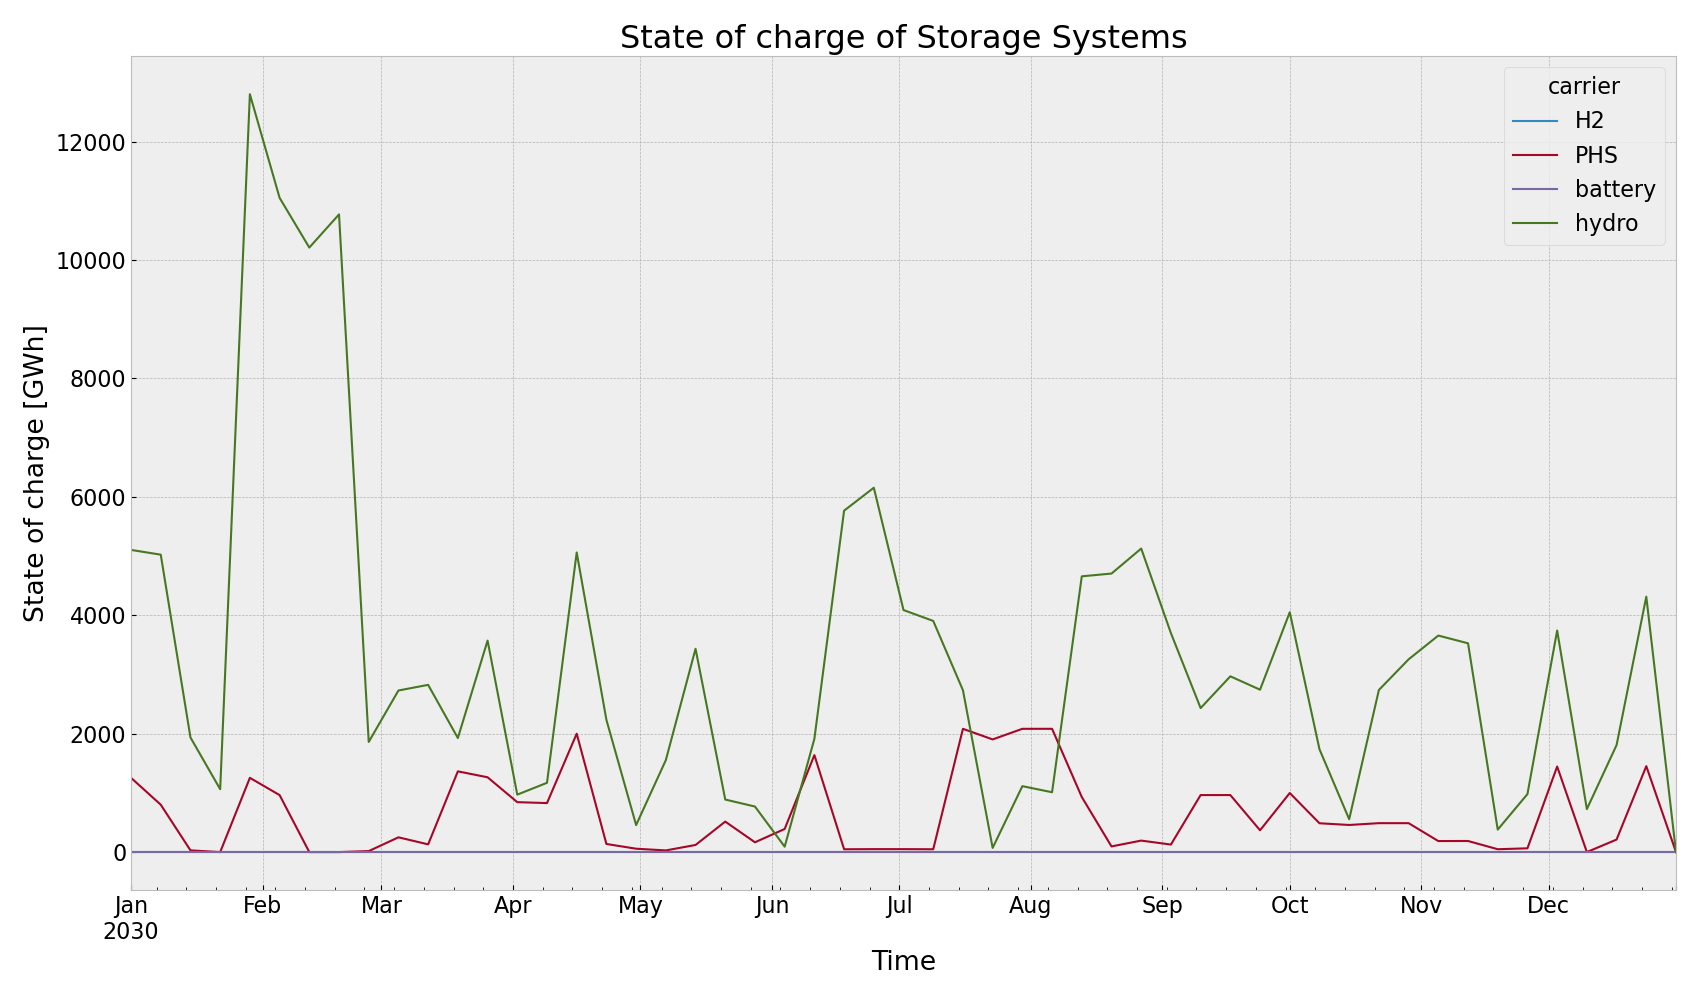 State of charge of Storage Systems
State of charge [GWh]
12000
10000
8000
6000
4000
2000
0
carrier
H2
PHS
battery
hydro
Jan Feb Mar Apr May Jun Jul Aug Sep Oct Nov Dec
2030
Time